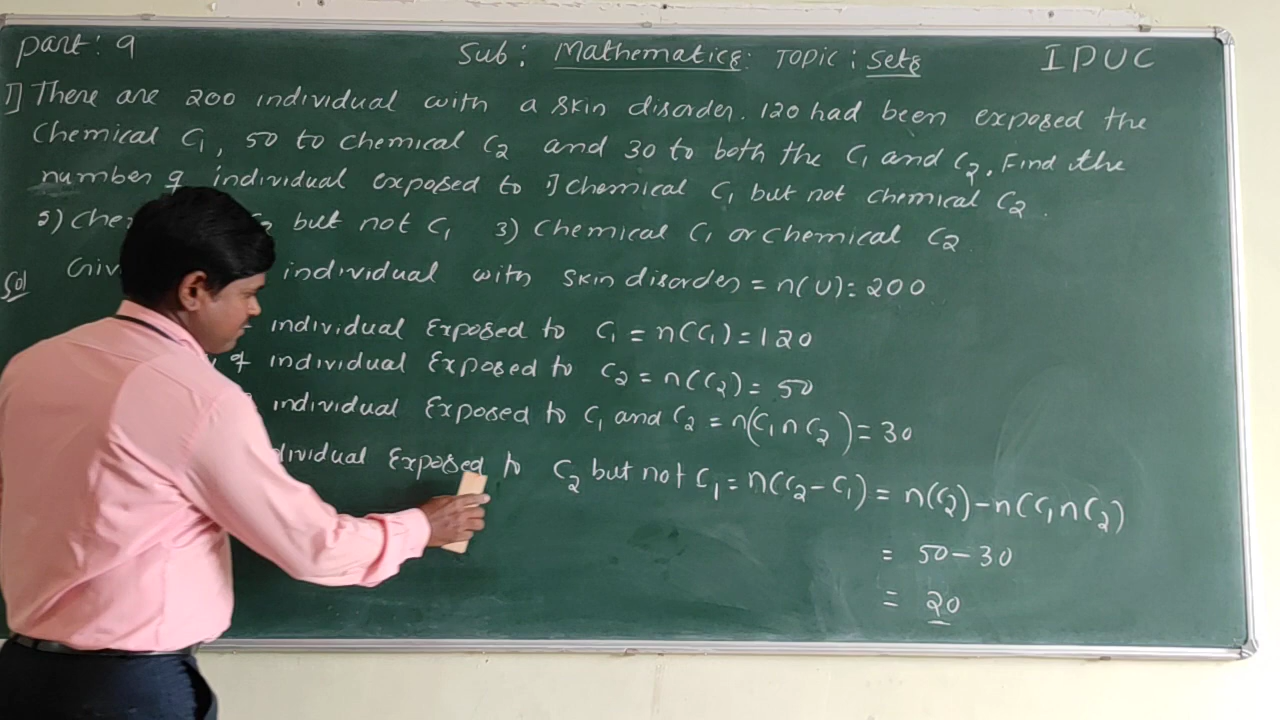 part: 9 Sub: Mathematics: TOPIC: Sets I PUC
1] There are 200 individual with a skin disorder. 120 had been exposed the
chemical C₁, 50 to chemical C₂ and 30 to both the C₁ and C₂. Find the
number of individual exposed to 1] chemical C₁ but not chemical C₂.
but not C₁ 3) Chemical C₁ or chemical C₂
Sol individual with skin disorder = n(U) = 200
individual Exposed to C₁ = n(C₁) = 120
of individual Exposed to C₂ = n(C₂) = 50
individual Exposed to C₁ and C₂ = n(C₁∩C₂) = 30
Exposed to C₂ but not C₁ = n(C₂-C₁) = n(C₂)-n(C₁∩C₂)
= 50-30
= 20